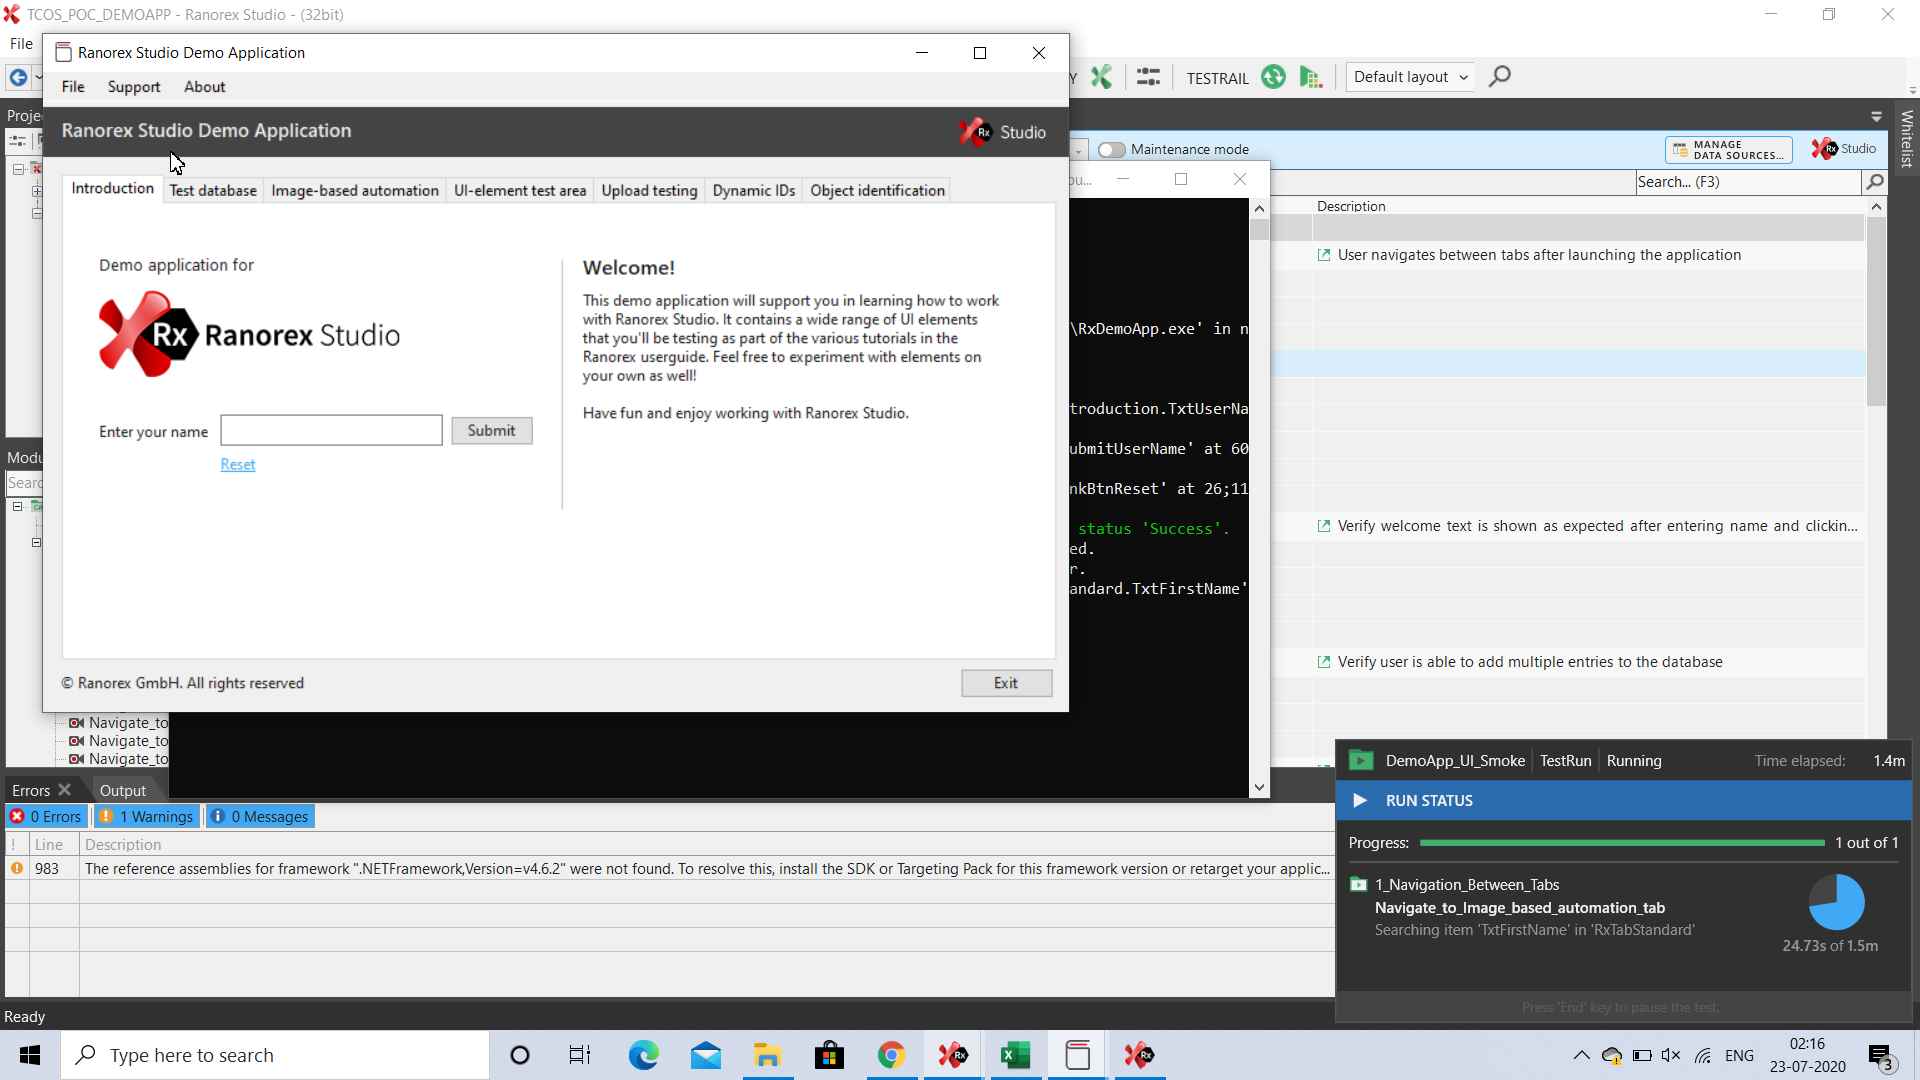 TCOS_POC_DEMOAPP - Ranorex Studio - (32bit)
File
Ranorex Studio Demo Application
File Support About
Ranorex Studio Demo Application
Rx Studio
Introduction Test database Image-based automation UI-element test area Upload testing Dynamic IDs Object identification
Demo application for
Rx Ranorex Studio
Enter your name Submit
Reset
Welcome!
This demo application will support you in learning how to work
with Ranorex Studio. It contains a wide range of UI elements
that you'll be testing as part of the various tutorials in the
Ranorex userguide. Feel free to experiment with elements on
your own as well!
Have fun and enjoy working with Ranorex Studio.
© Ranorex GmbH. All rights reserved
Exit
Y TESTRAIL Default layout
Proje
Whitelist
Maintenance mode
MANAGE
DATA SOURCES...
Rx Studio
ou...
Search... (F3)
Description
User navigates between tabs after launching the application
Verify welcome text is shown as expected after entering name and clickin...
Verify user is able to add multiple entries to the database
\RxDemoApp.exe' in n
troduction.TxtUserNa
ubmitUserName' at 60
nkBtnReset' at 26;11
status 'Success'.
ed.
r.
andard.TxtFirstName'
Modu
Searc
Navigate_to
Navigate_to
Navigate_to
Errors Output
0 Errors 1 Warnings 0 Messages
! Line Description
983 The reference assemblies for framework ".NETFramework,Version=v4.6.2" were not found. To resolve this, install the SDK or Targeting Pack for this framework version or retarget your applic...
DemoApp_UI_Smoke TestRun Running Time elapsed: 1.4m
RUN STATUS
Progress: 1 out of 1
1_Navigation_Between_Tabs
Navigate_to_Image_based_automation_tab
Searching item 'TxtFirstName' in 'RxTabStandard'
24.73s of 1.5m
Press 'End' key to pause the test.
Ready
Type here to search
Rx
Rx
ENG
02:16
23-07-2020
3